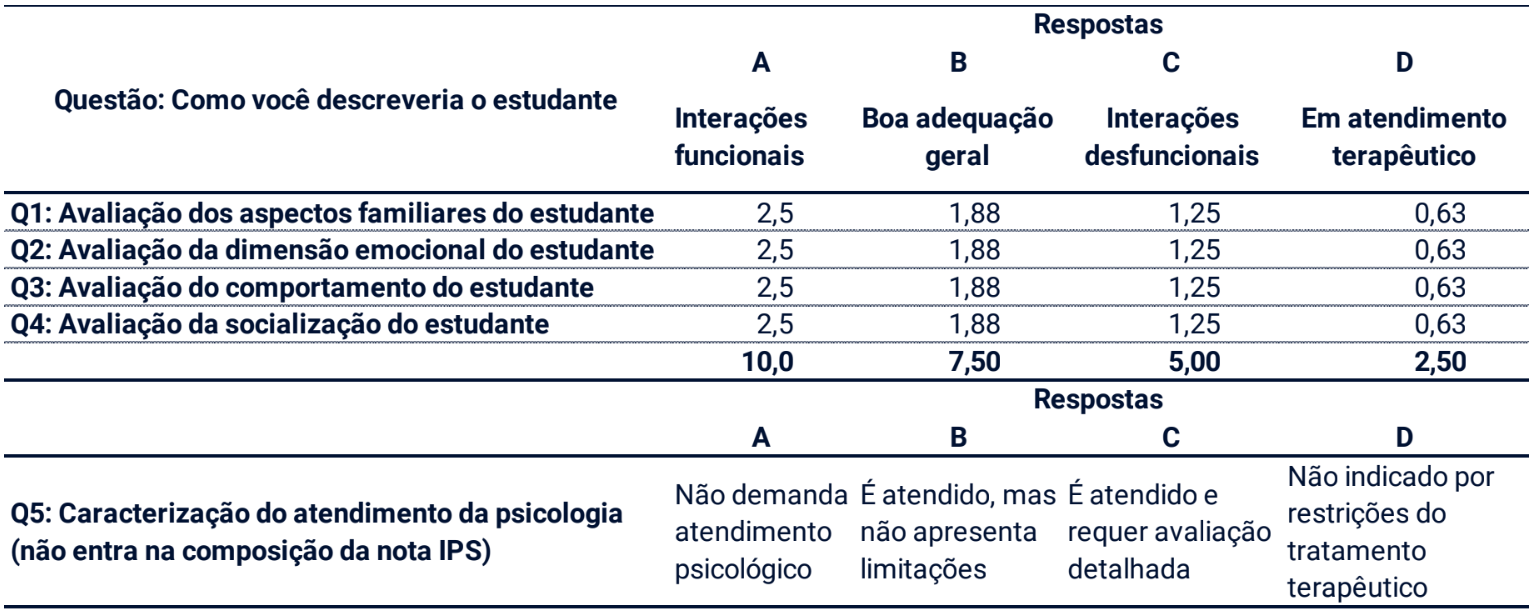 Respostas
A B C D
Questão: Como você descreveria o estudante
Interações funcionais Boa adequação geral Interações desfuncionais Em atendimento terapêutico
Q1: Avaliação dos aspectos familiares do estudante 2,5 1,88 1,25 0,63
Q2: Avaliação da dimensão emocional do estudante 2,5 1,88 1,25 0,63
Q3: Avaliação do comportamento do estudante 2,5 1,88 1,25 0,63
Q4: Avaliação da socialização do estudante 2,5 1,88 1,25 0,63
10,0 7,50 5,00 2,50
Respostas
A B C D
Q5: Caracterização do atendimento da psicologia
(não entra na composição da nota IPS)
Não demanda
atendimento
psicológico
É atendido, mas
não apresenta
limitações
É atendido e
requer avaliação
detalhada
Não indicado por
restrições do
tratamento
terapêutico